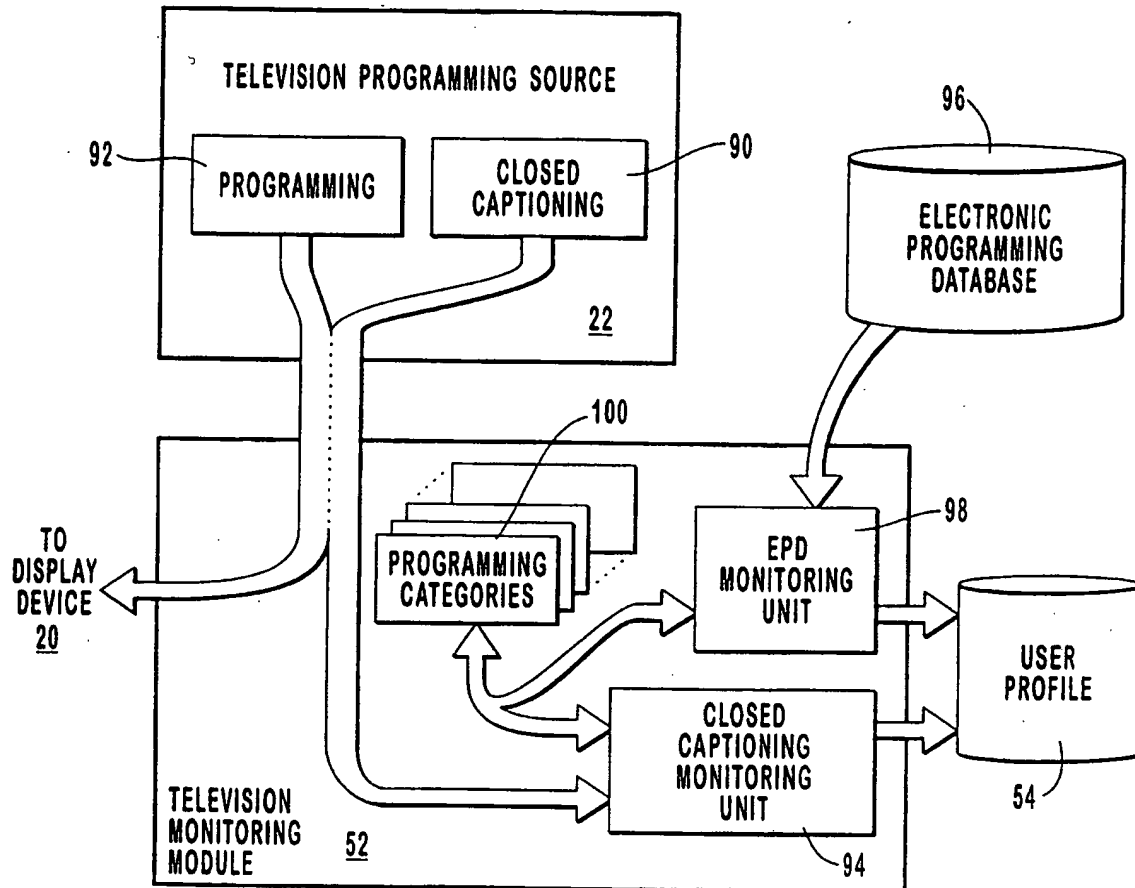 TELEVISION PROGRAMMING SOURCE
92
PROGRAMMING
CLOSED
CAPTIONING
90
22
96
ELECTRONIC
PROGRAMMING
DATABASE
100
PROGRAMMING
CATEGORIES
98
EPD
MONITORING
UNIT
TO
DISPLAY
DEVICE
20
USER
PROFILE
54
CLOSED
CAPTIONING
MONITORING
UNIT
94
TELEVISION
MONITORING
MODULE
52